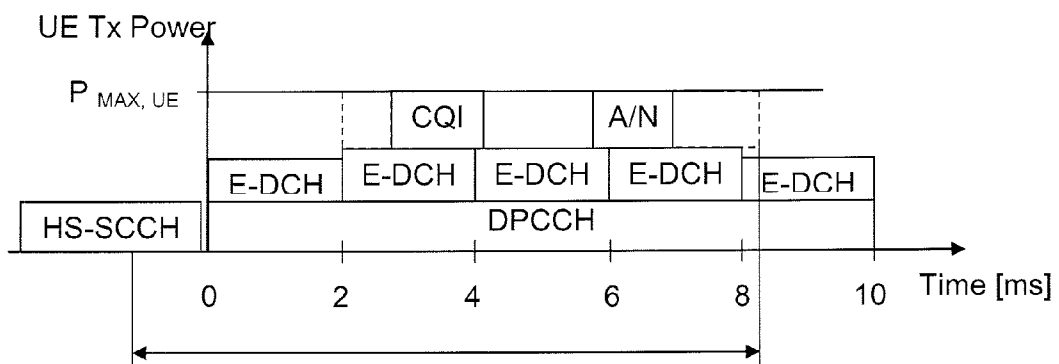 UE Tx Power
P MAX, UE
CQI
A/N
E-DCH
E-DCH
E-DCH
E-DCH
E-DCH
HS-SCCH
DPCCH
0
2
4
6
8
10
Time [ms]